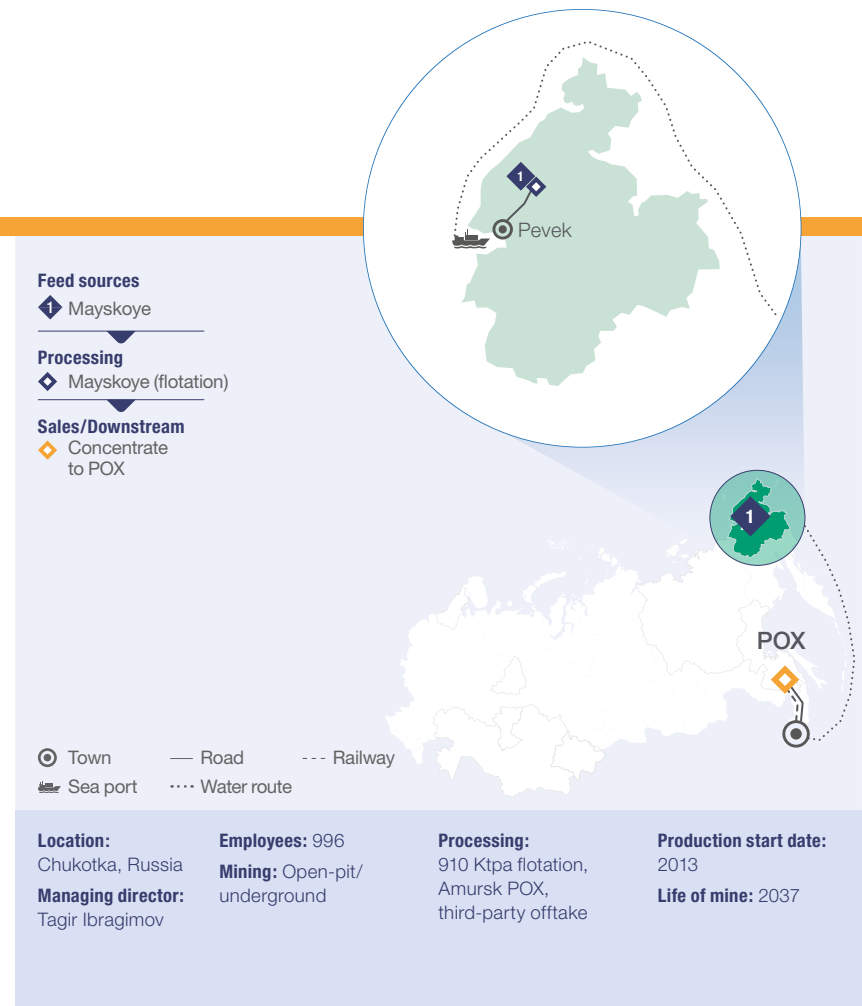 1
Pevek
Feed sources
1 Mayskoye
Processing
Mayskoye (flotation)
Sales/Downstream
Concentrate
to POX
1
POX
Town
Road
Railway
Sea port
Water route
Location:
Chukotka, Russia
Managing director:
Tagir Ibragimov
Employees: 996
Mining: Open-pit/
underground
Processing:
910 Ktpa flotation,
Amursk POX,
third-party offtake
Production start date:
2013
Life of mine: 2037